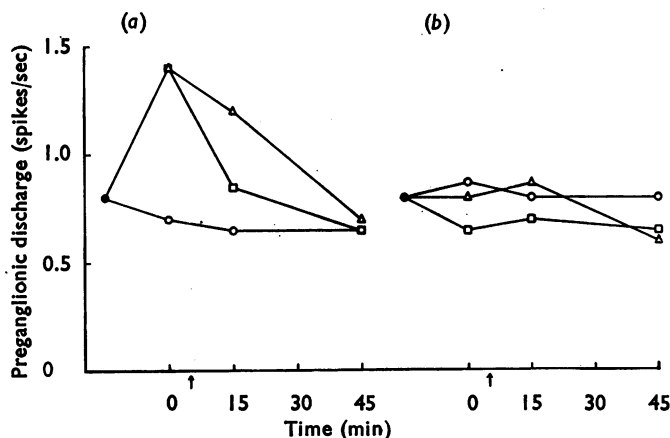 (a) (b)
Preganglionic discharge (spikes/sec)
1.5
1.0
0.5
0
0 15 30 45 0 15 30 45
Time (min)